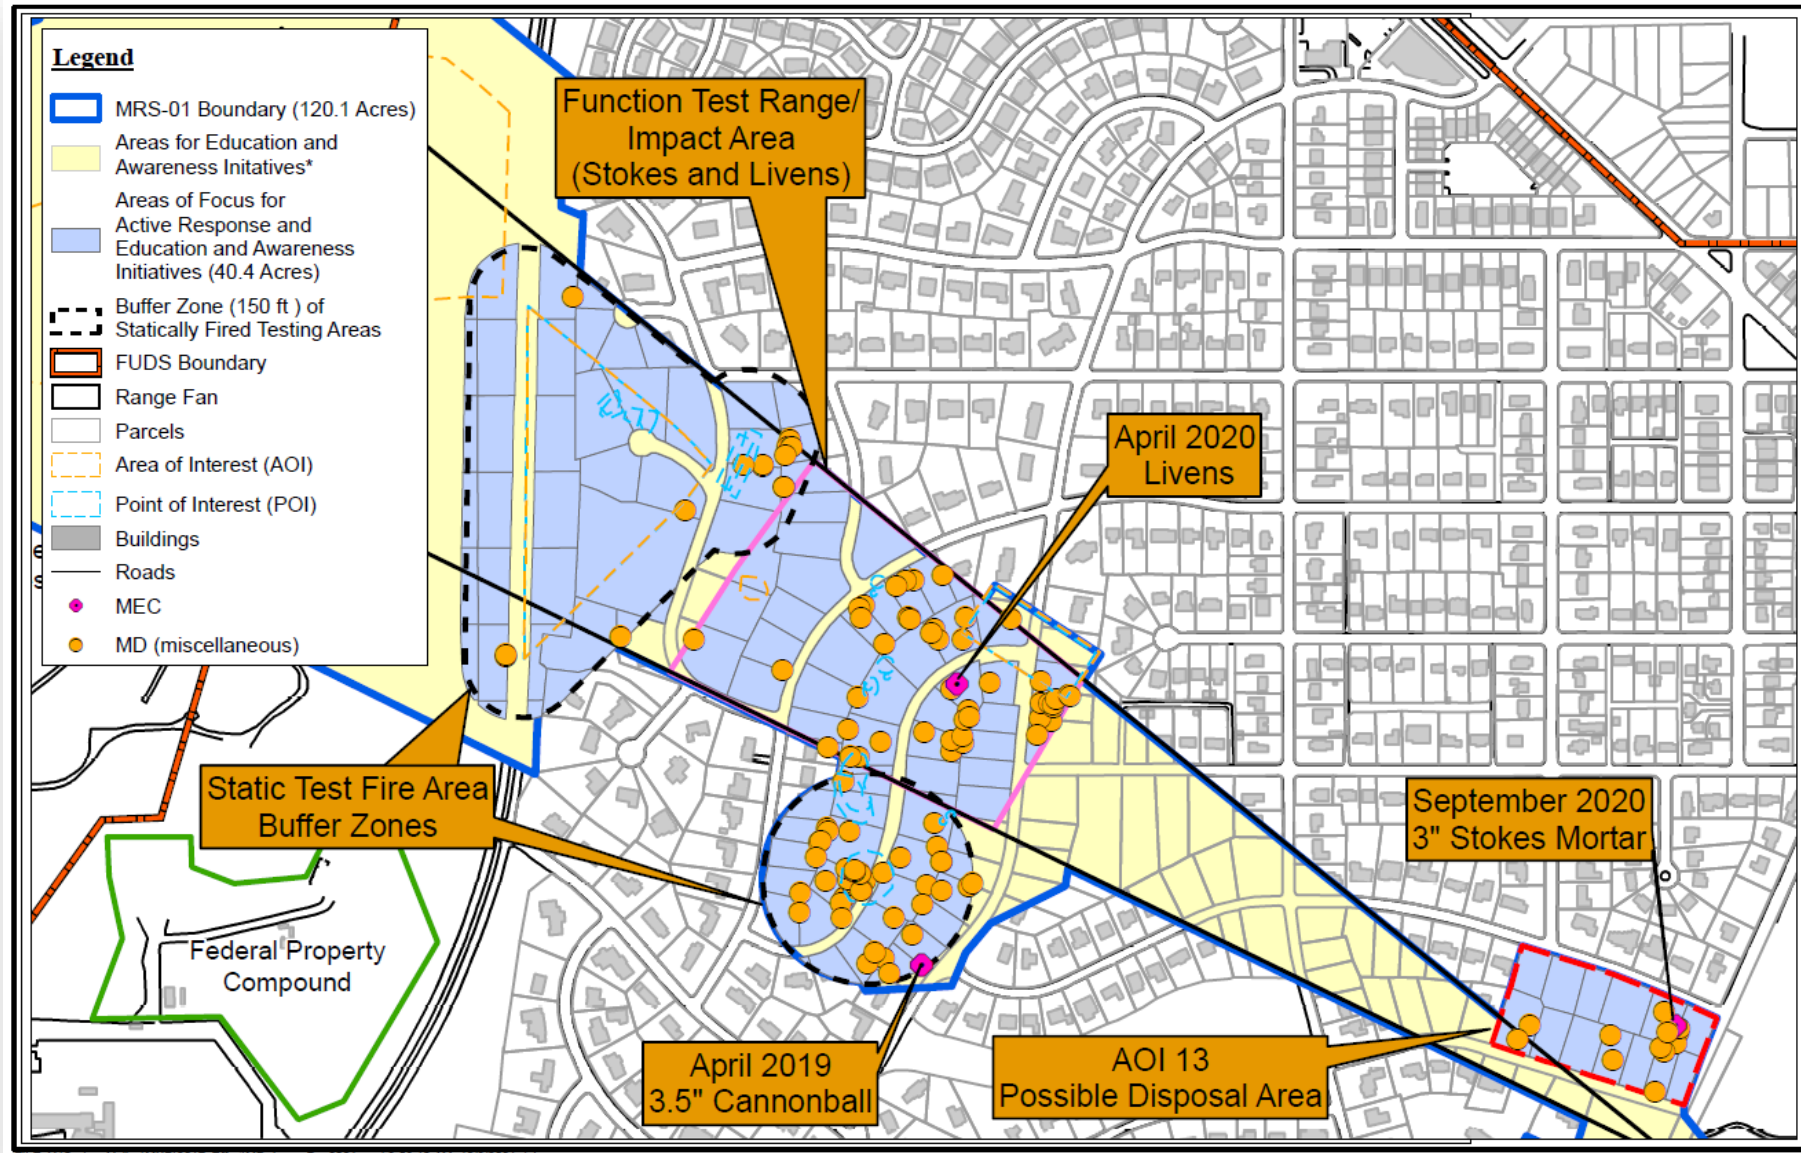 Legend
MRS-01 Boundary (120.1 Acres)
Areas for Education and
Awareness Initatives*
Areas of Focus for
Active Response and
Education and Awareness
Initiatives (40.4 Acres)
Buffer Zone (150 ft ) of
Statically Fired Testing Areas
FUDS Boundary
Range Fan
Parcels
Area of Interest (AOI)
Point of Interest (POI)
Buildings
Roads
MEC
MD (miscellaneous)
Function Test Range/
Impact Area
(Stokes and Livens)
April 2020
Livens
Static Test Fire Area
Buffer Zones
September 2020
3" Stokes Mortar
Federal Property
Compound
April 2019
3.5" Cannonball
AOI 13
Possible Disposal Area